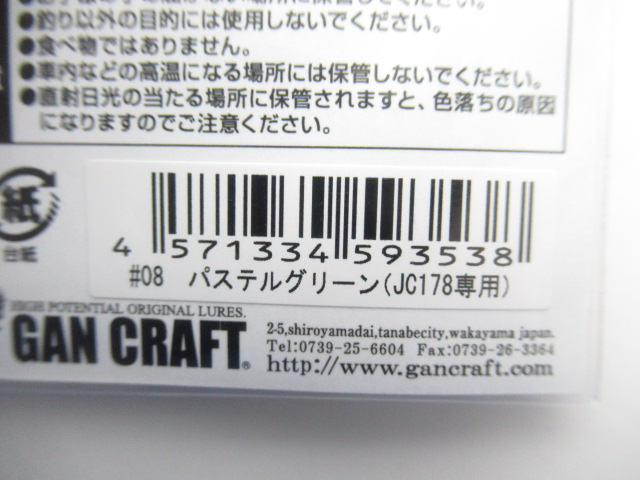 ●釣り以外の目的には使用しないでください。
●食べ物ではありません。
●車内などの高温になる場所には保管しないでください。
●直射日光の当たる場所に保管されますと、色落ちの原因
になりますのでご注意ください。
紙
台紙
4 571334 593538
#08 パステルグリーン(JC178専用)
HIGH POTENTIAL ORIGINAL LURES.
GAN CRAFT®
2-5,shiroyamadai,tanabecity,wakayama japan.
Tel:0739-25-6604 Fax:0739-26-3364
http://www.gancraft.com